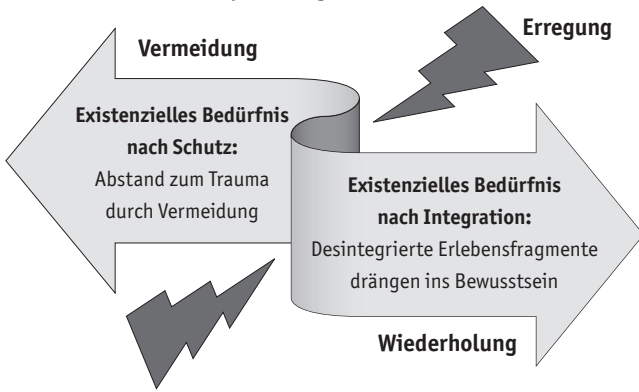 Vermeidung
Erregung
Existenzielles Bedürfnis
nach Schutz:
Abstand zum Trauma
durch Vermeidung
Existenzielles Bedürfnis
nach Integration:
Desintegrierte Erlebensfragmente
drängen ins Bewusstsein
Wiederholung